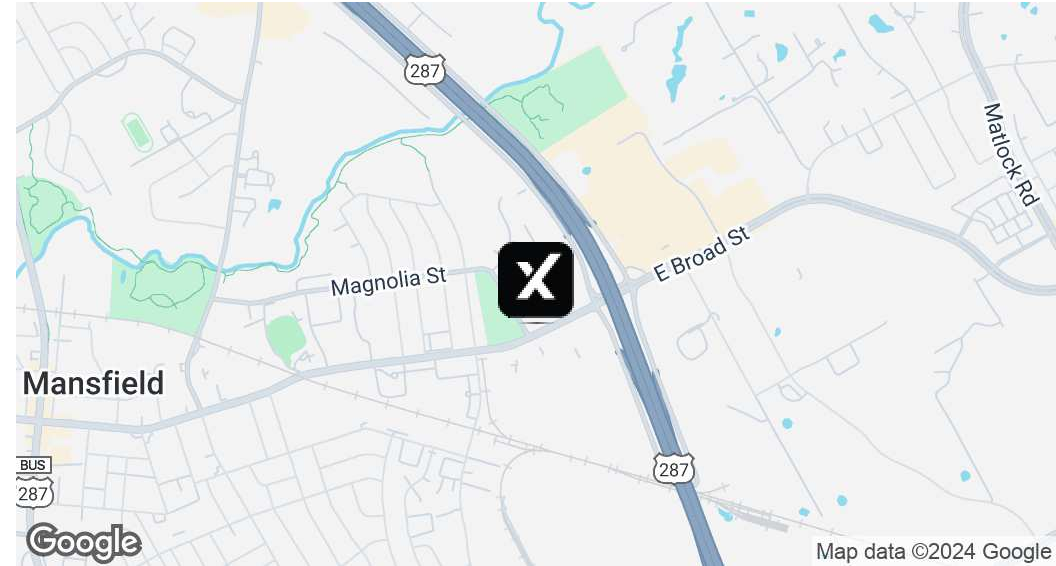 287
Matlock Rd
E Broad St
Magnolia St
X
Mansfield
BUS
287
287
Google
Map data ©2024 Google